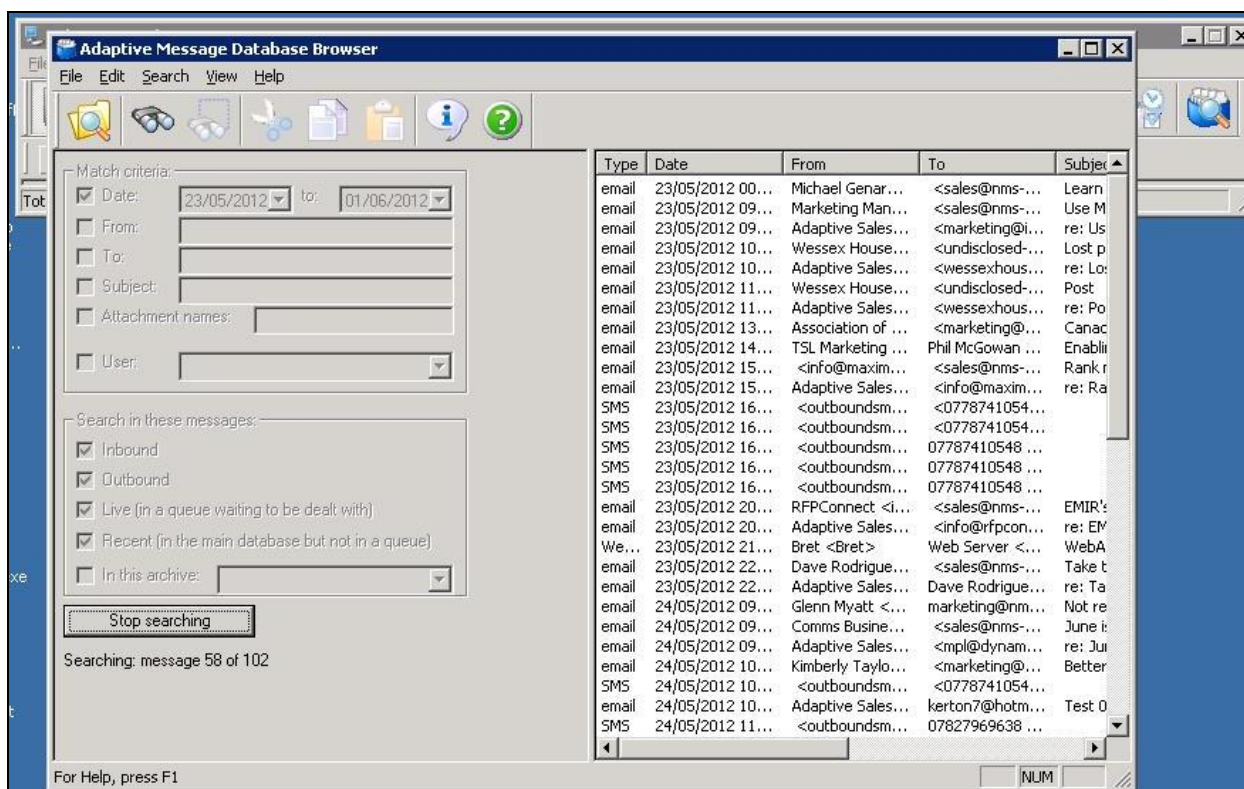 Adaptive Message Database Browser
File Edit Search View Help
Match criteria:
Date: 23/05/2012 to: 01/06/2012
From:
To:
Subject:
Attachment names:
User:
Search in these messages:
Inbound
Outbound
Live (in a queue waiting to be dealt with)
Recent (in the main database but not in a queue)
In this archive:
Stop searching
Searching: message 58 of 102
Type Date From To Subjec
email 23/05/2012 00... Michael Genar... <sales@nms-... Learn
email 23/05/2012 09... Marketing Man... <sales@nms-... Use M
email 23/05/2012 09... Adaptive Sales... <marketing@i... re: Us
email 23/05/2012 10... Wessex House... <undisclosed-... Lost p
email 23/05/2012 10... Adaptive Sales... <wessexhous... re: Los
email 23/05/2012 11... Wessex House... <undisclosed-... Post
email 23/05/2012 11... Adaptive Sales... <wessexhous... re: Po
email 23/05/2012 13... Association of ... <marketing@... Canac
email 23/05/2012 14... TSL Marketing ... Phil McGowan ... Enablin
email 23/05/2012 15... <info@maxim... <sales@nms-... Rank r
email 23/05/2012 15... Adaptive Sales... <info@maxim... re: Ra
SMS 23/05/2012 16... <outboundsm... <0778741054...
SMS 23/05/2012 16... <outboundsm... <0778741054...
SMS 23/05/2012 16... <outboundsm... 07787410548 ...
SMS 23/05/2012 16... <outboundsm... 07787410548 ...
SMS 23/05/2012 16... <outboundsm... 07787410548 ...
email 23/05/2012 20... RFPConnect <i... <sales@nms-... EMIR's
email 23/05/2012 20... Adaptive Sales... <info@rfpcon... re: EM
We... 23/05/2012 21... Bret <Bret> Web Server <... WebA
email 23/05/2012 22... Dave Rodrigue... <sales@nms-... Take t
email 23/05/2012 22... Adaptive Sales... Dave Rodrigue... re: Ta
email 24/05/2012 09... Glenn Myatt <... marketing@nm... Not re
email 24/05/2012 09... Comms Busine... <sales@nms-... June is
email 24/05/2012 09... Adaptive Sales... <mpl@dynam... re: Jun
email 24/05/2012 10... Kimberly Taylo... <marketing@... Better
SMS 24/05/2012 10... <outboundsm... <0778741054...
email 24/05/2012 10... Adaptive Sales... kerton7@hotm... Test 0
SMS 24/05/2012 11... <outboundsm... 07827969638 ...
For Help, press F1
NUM
File
Tot
xe